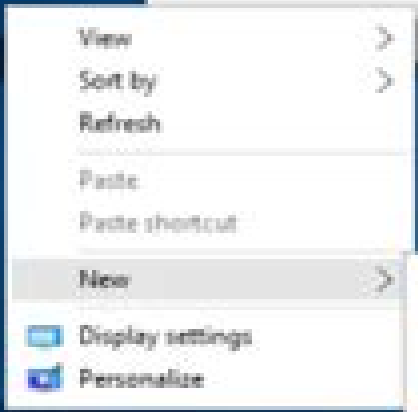 View
Sort by
Refresh
Paste
Paste shortcut
New
Display settings
Personalize